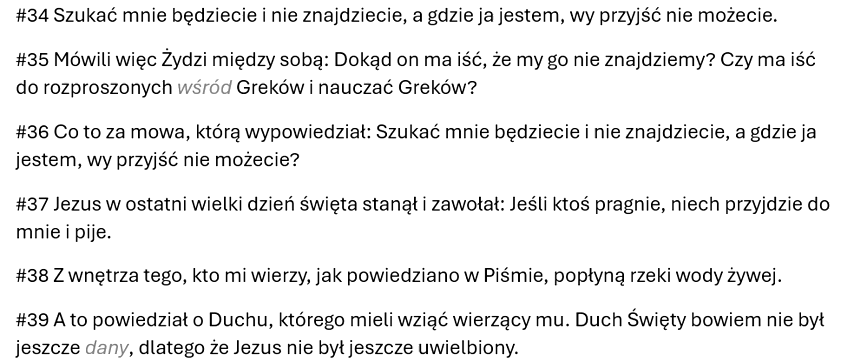 #34 Szukać mnie będziecie i nie znajdziecie, a gdzie ja jestem, wy przyjść nie możecie.
#35 Mówili więc Żydzi między sobą: Dokąd on ma iść, że my go nie znajdziemy? Czy ma iść
do rozproszonych wśród Greków i nauczać Greków?
#36 Co to za mowa, którą wypowiedział: Szukać mnie będziecie i nie znajdziecie, a gdzie ja
jestem, wy przyjść nie możecie?
#37 Jezus w ostatni wielki dzień święta stanął i zawołał: Jeśli ktoś pragnie, niech przyjdzie do
mnie i pije.
#38 Z wnętrza tego, kto mi wierzy, jak powiedziano w Piśmie, popłyną rzeki wody żywej.
#39 A to powiedział o Duchu, którego mieli wziąć wierzący mu. Duch Święty bowiem nie był
jeszcze dany, dlatego że Jezus nie był jeszcze uwielbiony.